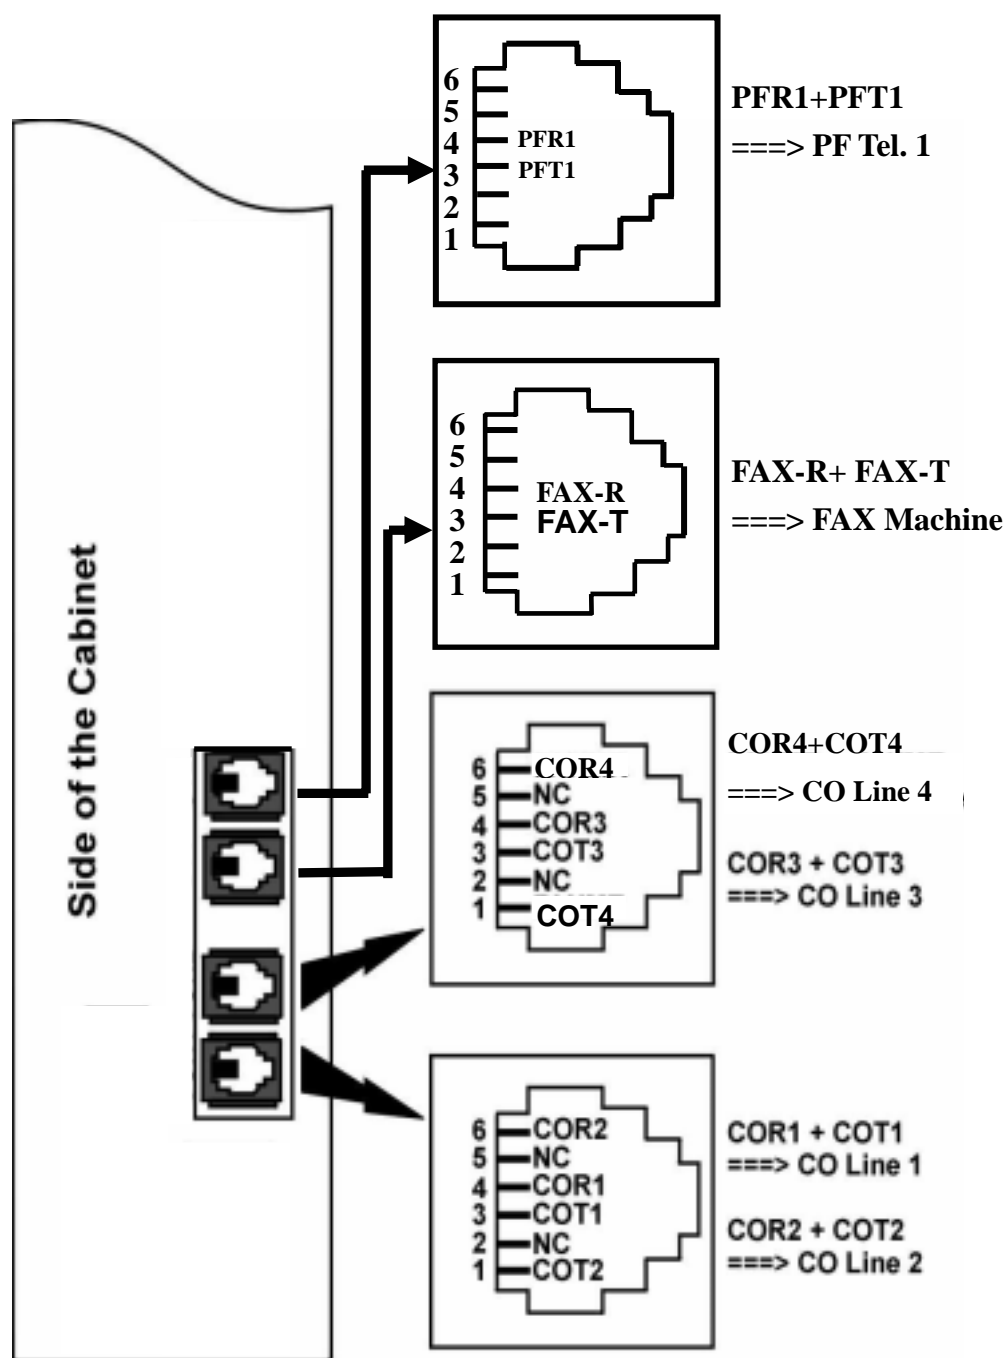 Side of the Cabinet
6
5
4 PFR1
3 PFT1
2
1
PFR1+PFT1
===> PF Tel. 1
6
5
4 FAX-R
3 FAX-T
2
1
FAX-R+ FAX-T
===> FAX Machine
6 COR4
5 NC
4 COR3
3 COT3
2 NC
1 COT4
COR4+COT4
===> CO Line 4
COR3 + COT3
===> CO Line 3
6 COR2
5 NC
4 COR1
3 COT1
2 NC
1 COT2
COR1 + COT1
===> CO Line 1
COR2 + COT2
===> CO Line 2